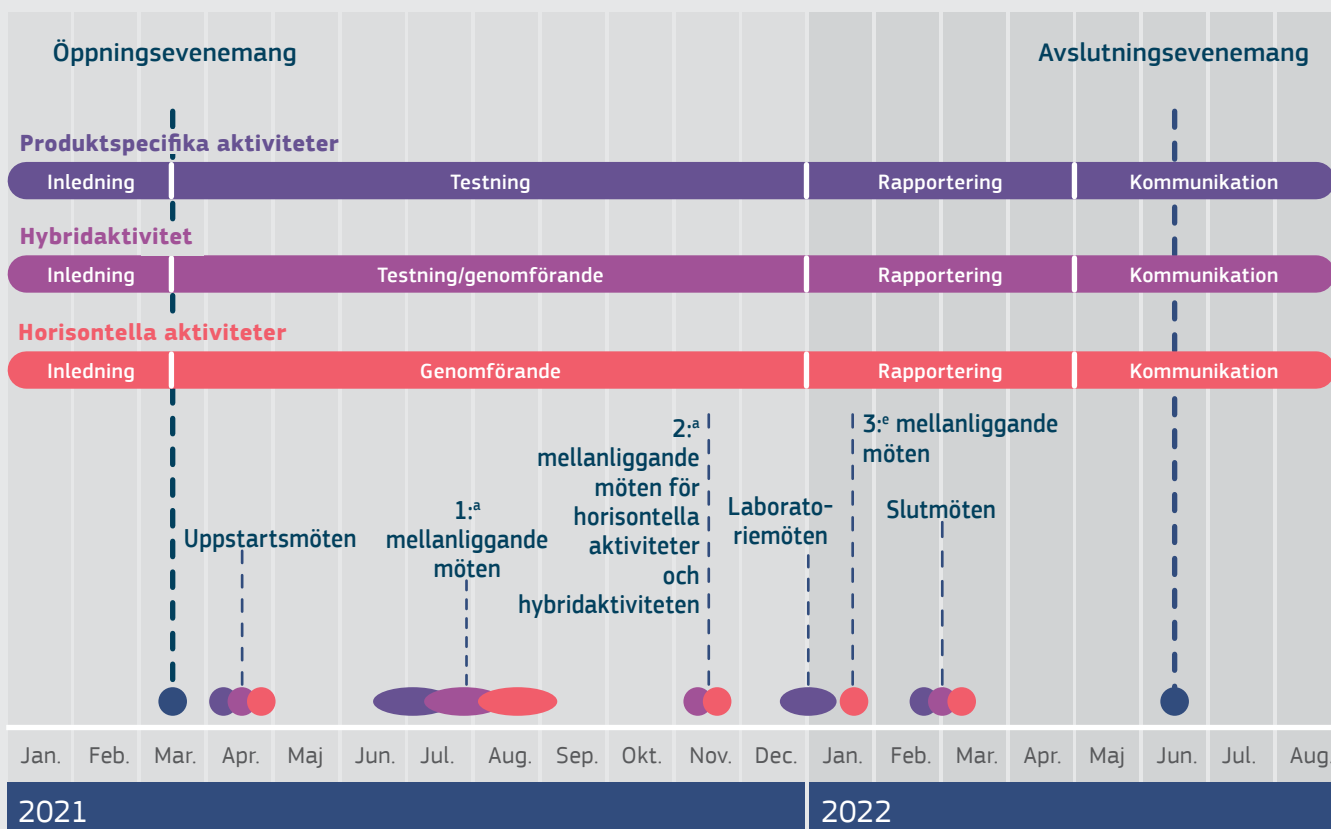 Öppningsevenemang
Avslutningsevenemang
Produktspecifika aktiviteter
Inledning
Testning
Rapportering
Kommunikation
Hybridaktivitet
Inledning
Testning/genomförande
Rapportering
Kommunikation
Horisontella aktiviteter
Inledning
Genomförande
Rapportering
Kommunikation
Uppstartsmöten
1:ᵃ
mellanliggande
möten
2:ᵃ
mellanliggande
möten för
horisontella
aktiviteter
och
hybridaktiviteten
Laborato-
riemöten
3:ᵉ mellanliggande
möten
Slutmöten
Jan. Feb. Mar. Apr. Maj Jun. Jul. Aug. Sep. Okt. Nov. Dec. Jan. Feb. Mar. Apr. Maj Jun. Jul. Aug.
2021 2022